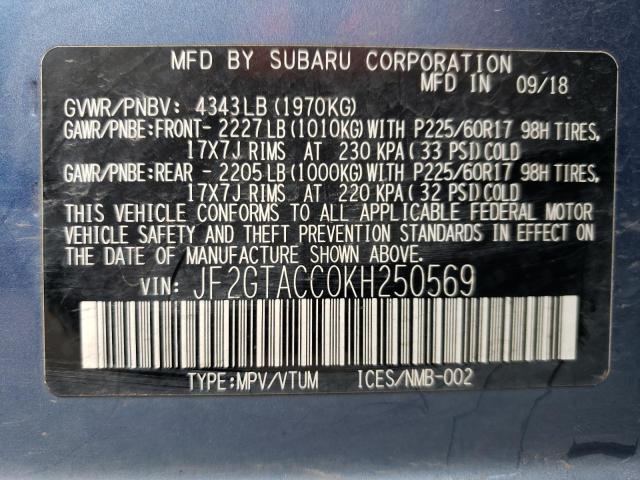 MFD BY SUBARU CORPORATION
MFD IN 09/18
GVWR/PNBV: 4343LB (1970KG)
GAWR/PNBE:FRONT- 2227LB (1010KG) WITH P225/60R17 98H TIRES,
17X7J RIMS AT 230 KPA (33 PSI) COLD
GAWR/PNBE:REAR - 2205LB (1000KG) WITH P225/60R17 98H TIRES,
17X7J RIMS AT 220 KPA (32 PSI) COLD
THIS VEHICLE CONFORMS TO ALL APPLICABLE FEDERAL MOTOR
VEHICLE SAFETY AND THEFT PREVENTION STANDARDS IN EFFECT ON
THE DATE OF MANUFACTURE SHOWN ABOVE.
VIN: JF2GTACC0KH250569
TYPE:MPV/VTUM ICES/NMB-002